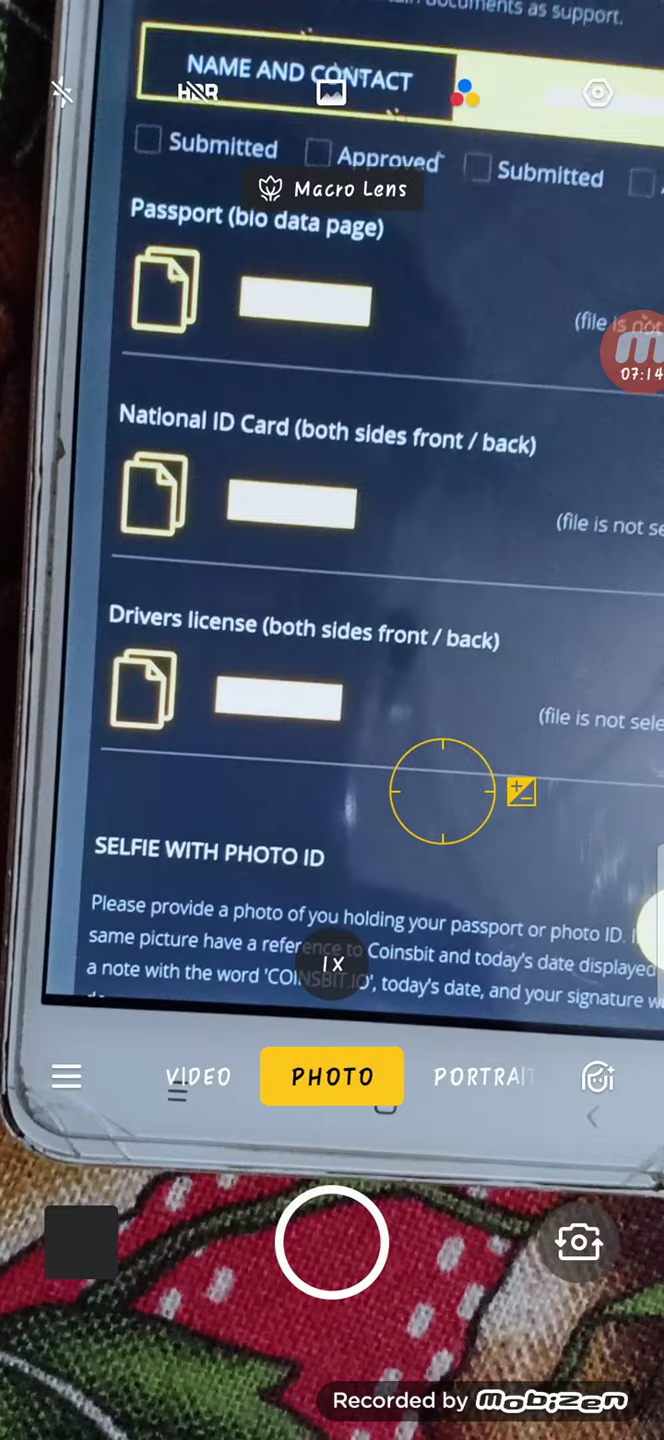 documents as support.
NAME AND CONTACT
HDR
Submitted Approved Submitted
Macro Lens
Passport (bio data page)
(file is not
07:14
National ID Card (both sides front / back)
(file is not se
Drivers license (both sides front / back)
(file is not sele
SELFIE WITH PHOTO ID
Please provide a photo of you holding your passport or photo ID. I
same picture have a reference to Coinsbit and today's date displayed
1X
a note with the word 'COINSBIT.IO', today's date, and your signature w
VIDEO PHOTO PORTRAIT
Recorded by mobizen